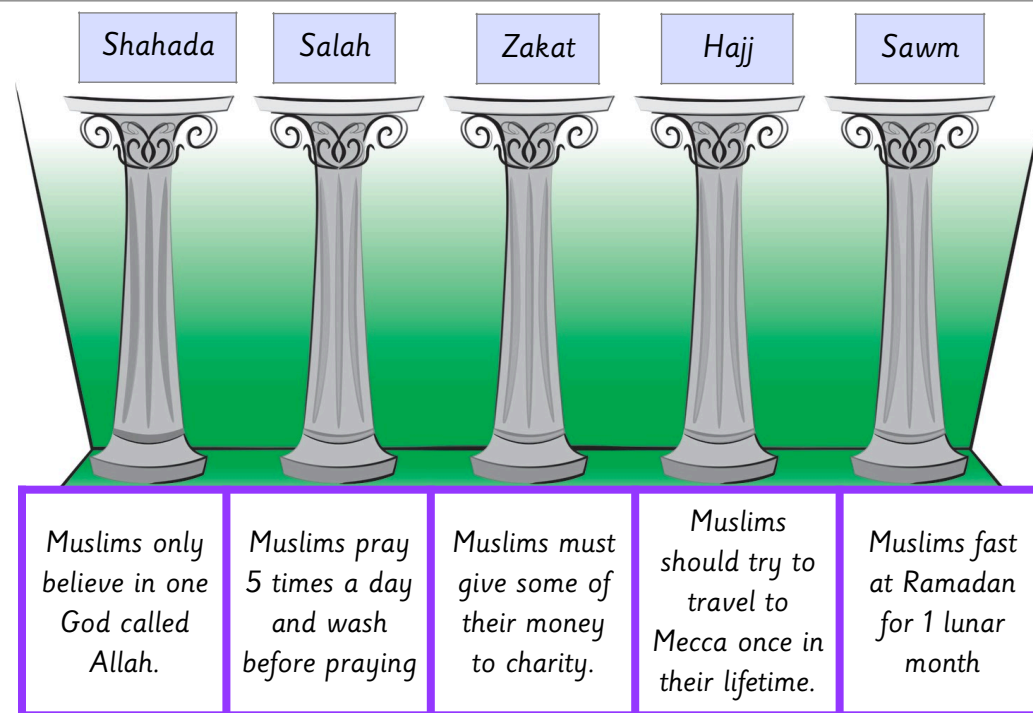 Shahada
Salah
Zakat
Hajj
Sawm
Muslims only
believe in one
God called
Allah.
Muslims pray
5 times a day
and wash
before praying
Muslims must
give some of
their money
to charity.
Muslims
should try to
travel to
Mecca once in
their lifetime.
Muslims fast
at Ramadan
for 1 lunar
month